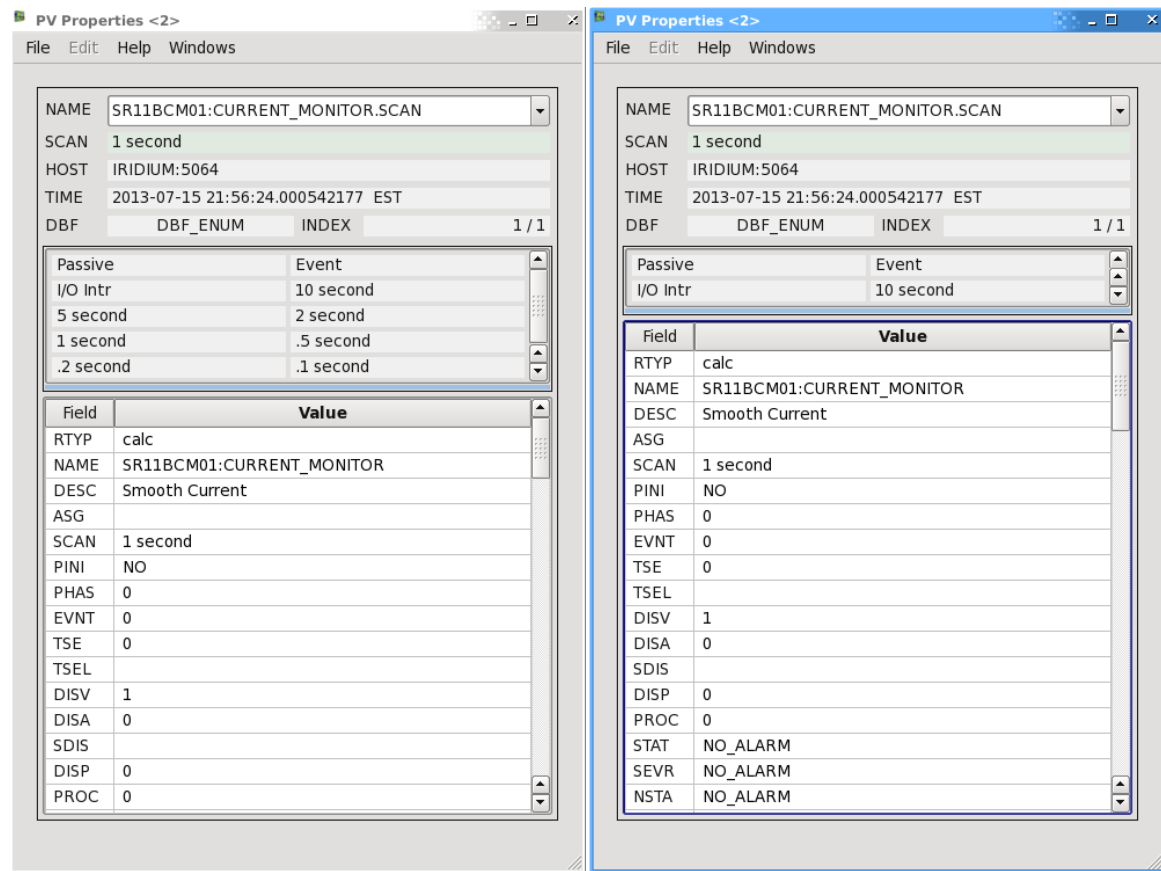 PV Properties <2>
File Edit Help Windows
NAME SR11BCM01:CURRENT_MONITOR.SCAN
SCAN 1 second
HOST IRIDIUM:5064
TIME 2013-07-15 21:56:24.000542177 EST
DBF DBF_ENUM INDEX 1 / 1
Passive Event
I/O Intr 10 second
5 second 2 second
1 second .5 second
.2 second .1 second
Field Value
RTYP calc
NAME SR11BCM01:CURRENT_MONITOR
DESC Smooth Current
ASG
SCAN 1 second
PINI NO
PHAS 0
EVNT 0
TSE 0
TSEL
DISV 1
DISA 0
SDIS
DISP 0
PROC 0
PV Properties <2>
File Edit Help Windows
NAME SR11BCM01:CURRENT_MONITOR.SCAN
SCAN 1 second
HOST IRIDIUM:5064
TIME 2013-07-15 21:56:24.000542177 EST
DBF DBF_ENUM INDEX 1 / 1
Passive Event
I/O Intr 10 second
Field Value
RTYP calc
NAME SR11BCM01:CURRENT_MONITOR
DESC Smooth Current
ASG
SCAN 1 second
PINI NO
PHAS 0
EVNT 0
TSE 0
TSEL
DISV 1
DISA 0
SDIS
DISP 0
PROC 0
STAT NO_ALARM
SEVR NO_ALARM
NSTA NO_ALARM